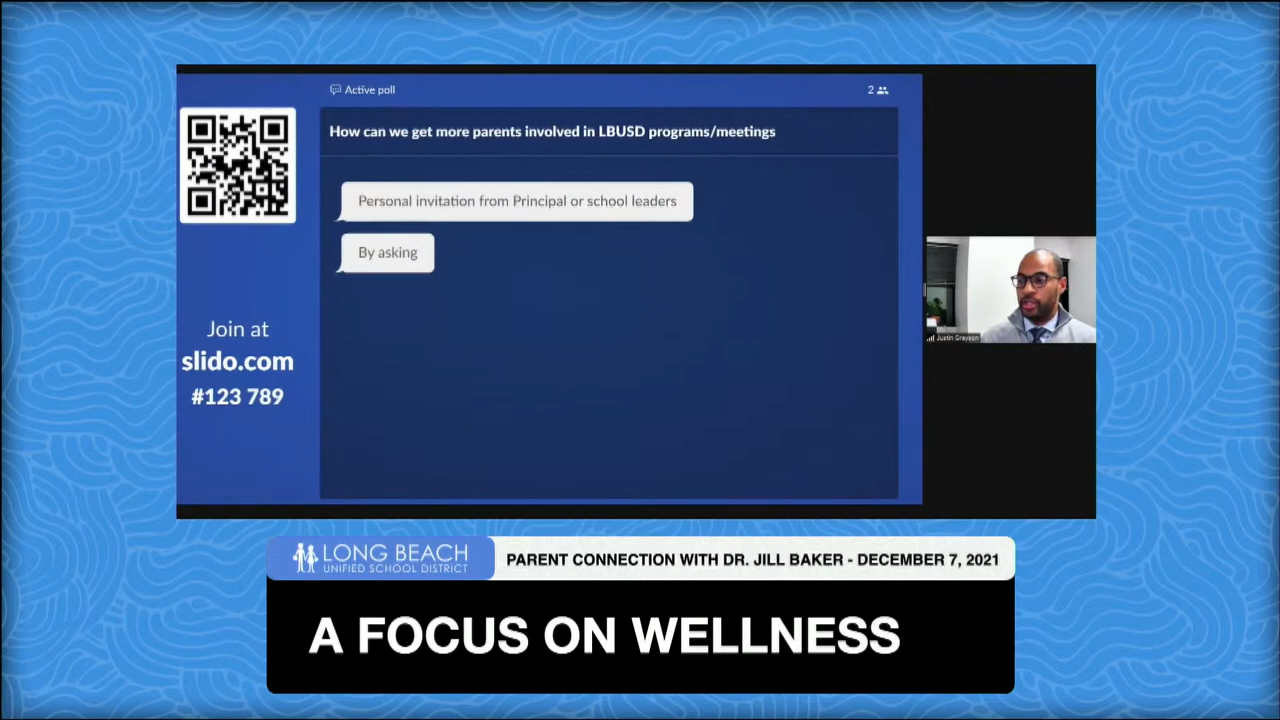 Active poll
2
How can we get more parents involved in LBUSD programs/meetings
Personal invitation from Principal or school leaders
By asking
Join at
slido.com
#123 789
Justin Grayson
LONG BEACH
UNIFIED SCHOOL DISTRICT
PARENT CONNECTION WITH DR. JILL BAKER - DECEMBER 7, 2021
A FOCUS ON WELLNESS